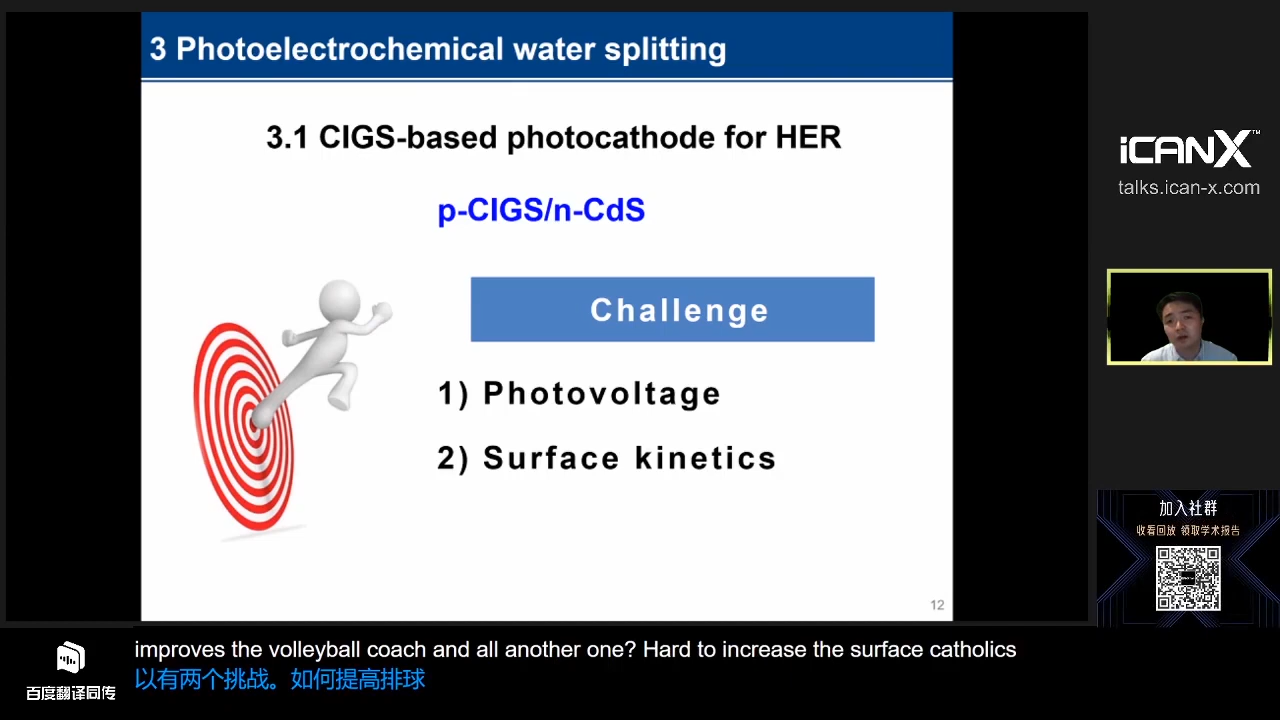 3 Photoelectrochemical water splitting
3.1 CIGS-based photocathode for HER
p-CIGS/n-CdS
Challenge
1) Photovoltage
2) Surface kinetics
12
iCANX™
talks.ican-x.com
加入社群
收看回放 领取学术报告
improves the volleyball coach and all another one? Hard to increase the surface catholics
以有两个挑战。如何提高排球
百度翻译同传